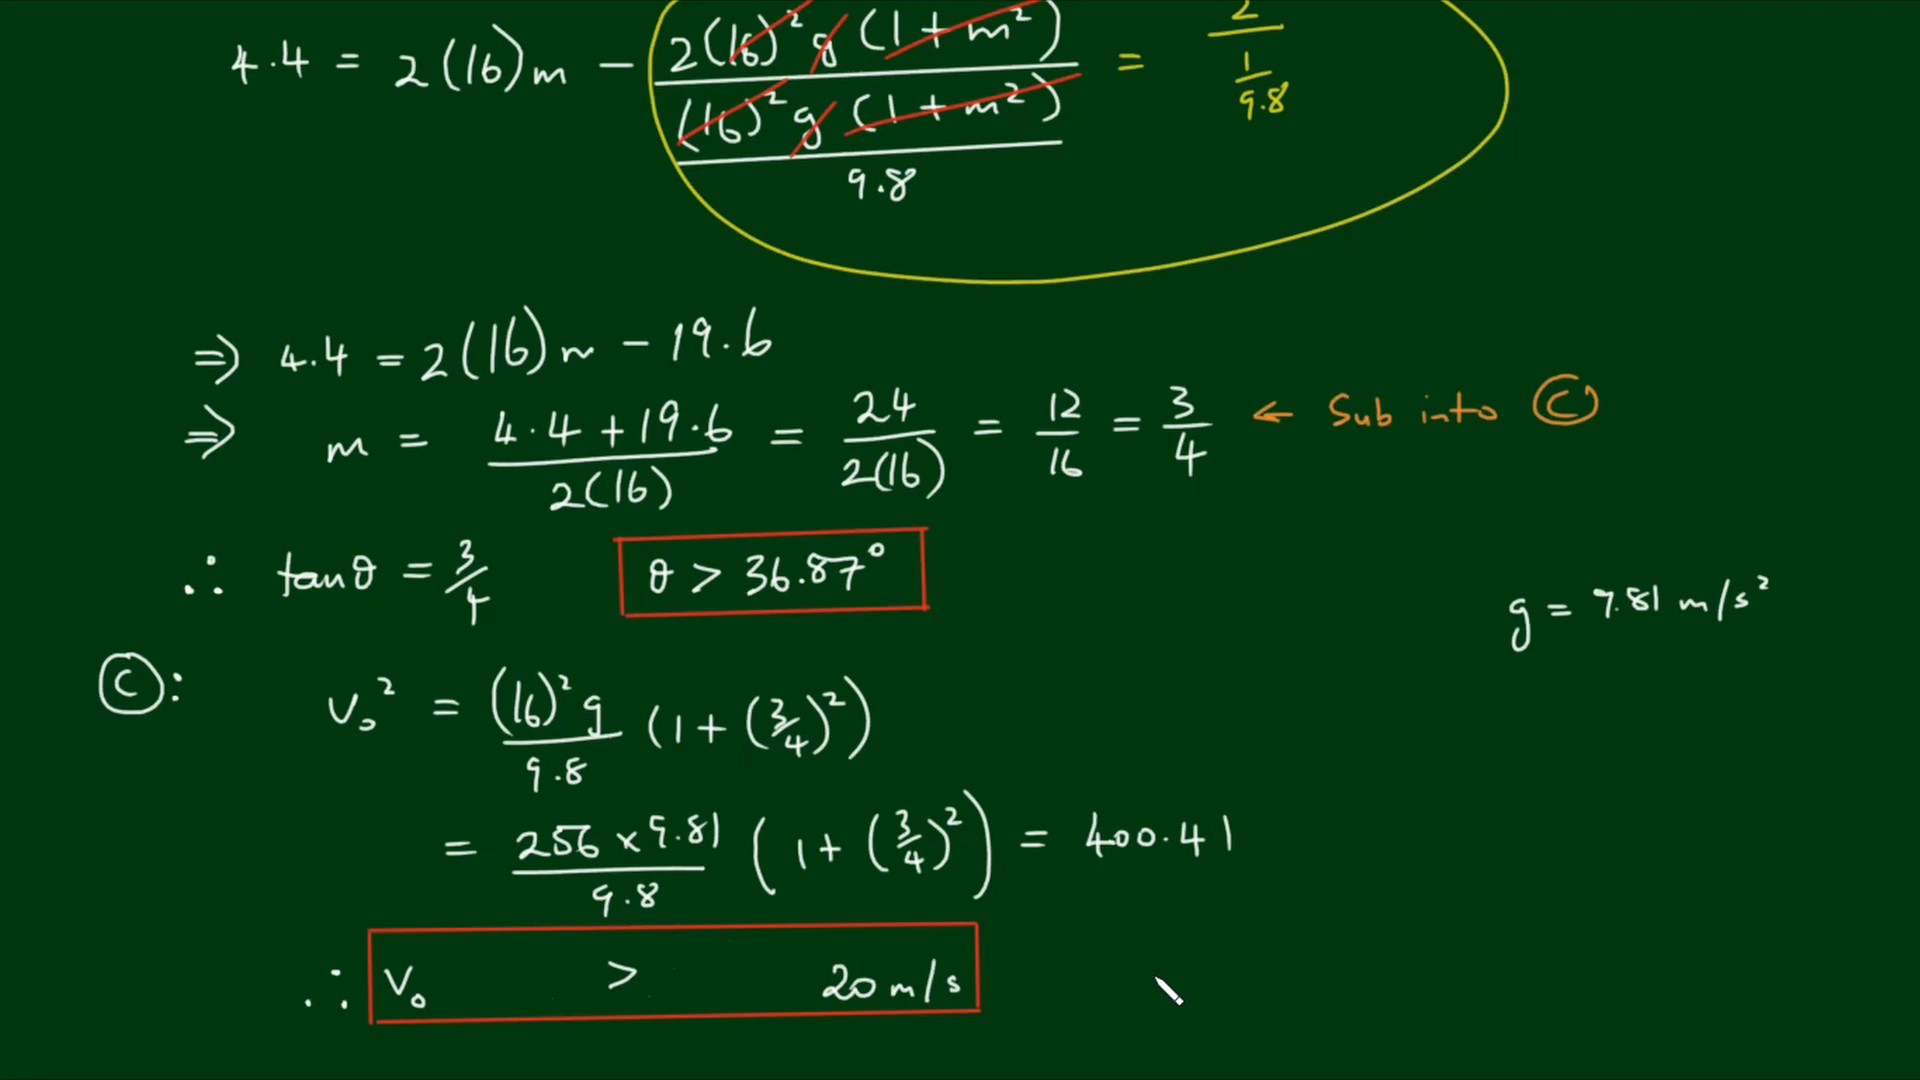 4.4 = 2(16)m − 2(16)²g(1+m²) / ((16)²g(1+m²) / 9.8) = 2 / (1/9.8)
⇒ 4.4 = 2(16)m − 19.6
⇒ m = (4.4 + 19.6) / 2(16) = 24 / 2(16) = 12/16 = 3/4 ← Sub into Ⓒ
∴ tanθ = 3/4 θ > 36.87°
g = 9.81 m/s²
Ⓒ: v₀² = (16)²g / 9.8 (1 + (3/4)²)
= 256 × 9.81 / 9.8 (1 + (3/4)²) = 400.41
∴ v₀ > 20 m/s